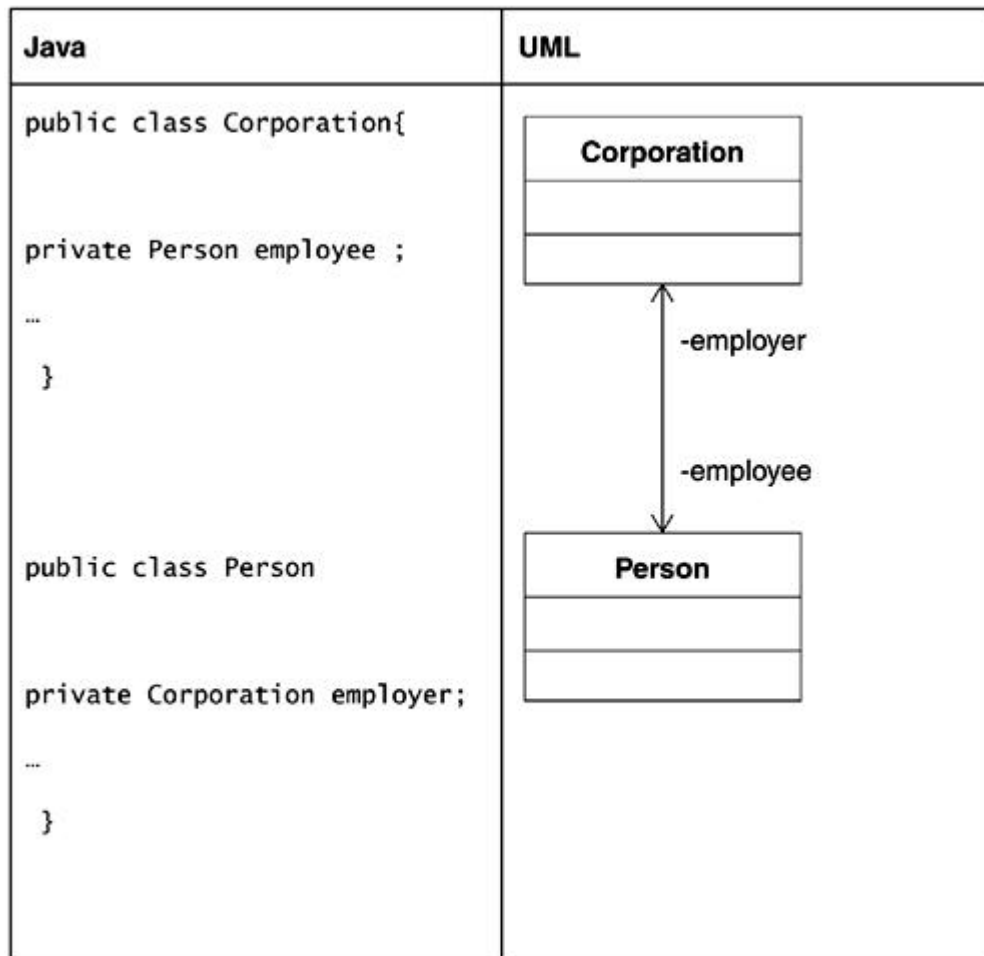 Java
UML
public class Corporation{
private Person employee ;
…
}
public class Person
private Corporation employer;
…
}
Corporation
-employer
-employee
Person